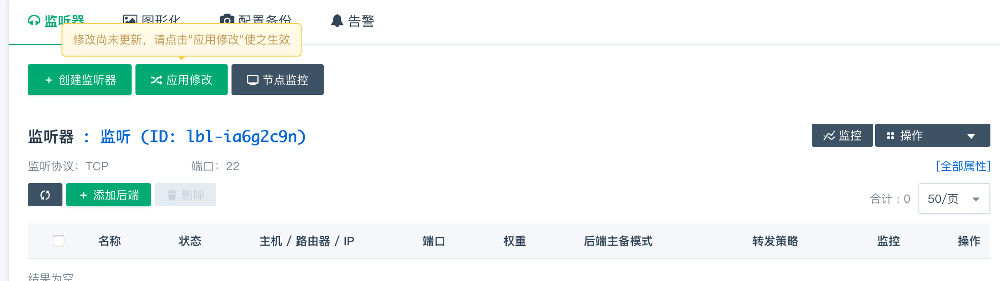 监听器 图形化 配置备份 告警
修改尚未更新，请点击"应用修改"使之生效
+ 创建监听器 应用修改 节点监控
监听器 : 监听 (ID: lbl-ia6g2c9n) 监控 操作
监听协议: TCP 端口: 22 [全部属性]
+ 添加后端 删除 合计 : 0 50/页
名称 状态 主机 / 路由器 / IP 端口 权重 后端主备模式 转发策略 监控 操作
结果为空